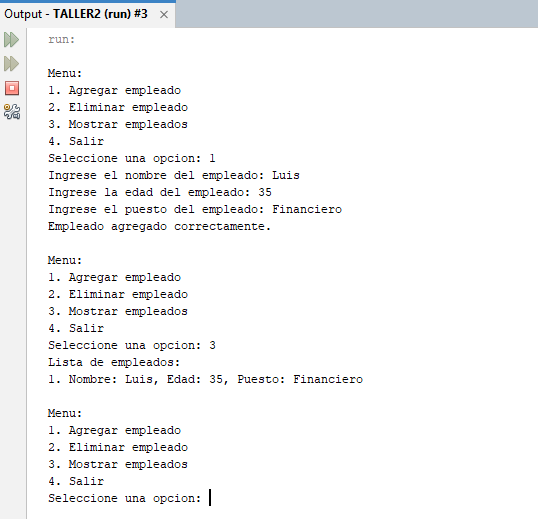 Output - TALLER2 (run) #3
run:
Menu:
1. Agregar empleado
2. Eliminar empleado
3. Mostrar empleados
4. Salir
Seleccione una opcion: 1
Ingrese el nombre del empleado: Luis
Ingrese la edad del empleado: 35
Ingrese el puesto del empleado: Financiero
Empleado agregado correctamente.
Menu:
1. Agregar empleado
2. Eliminar empleado
3. Mostrar empleados
4. Salir
Seleccione una opcion: 3
Lista de empleados:
1. Nombre: Luis, Edad: 35, Puesto: Financiero
Menu:
1. Agregar empleado
2. Eliminar empleado
3. Mostrar empleados
4. Salir
Seleccione una opcion: